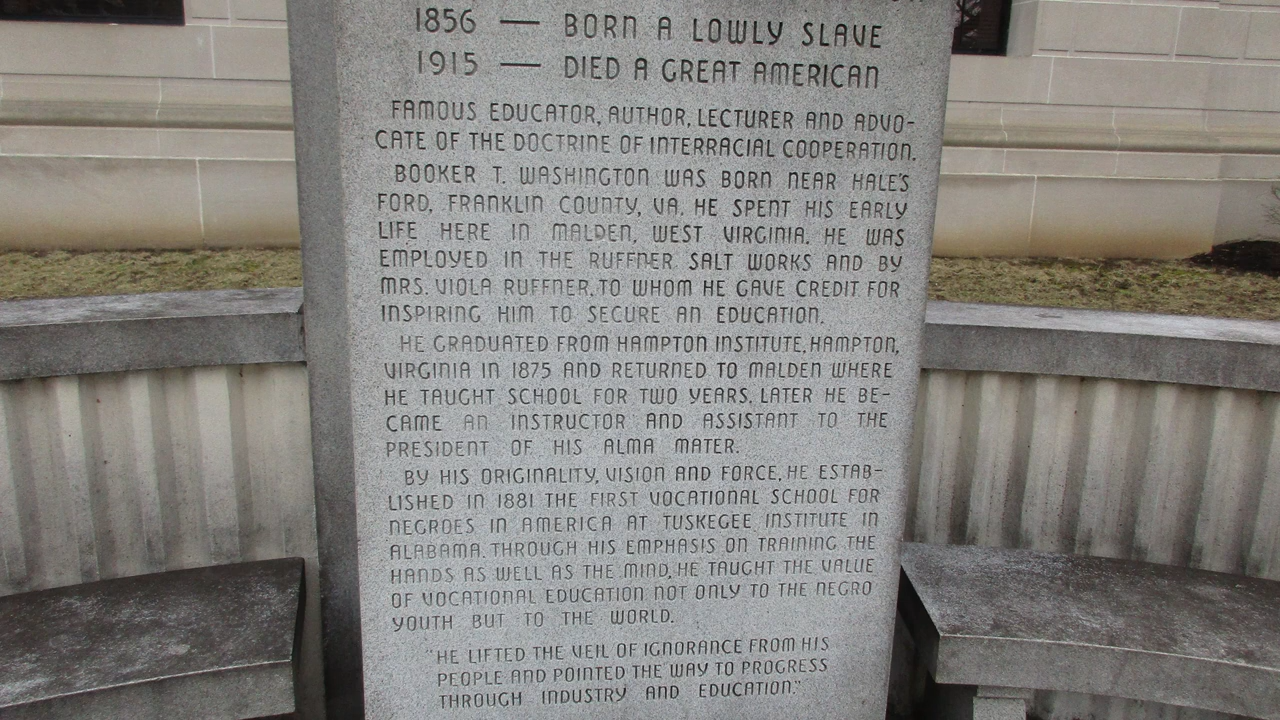 1856 — BORN A LOWLY SLAVE
1915 — DIED A GREAT AMERICAN
FAMOUS EDUCATOR, AUTHOR, LECTURER AND ADVO-
CATE OF THE DOCTRINE OF INTERRACIAL COOPERATION.
BOOKER T. WASHINGTON WAS BORN NEAR HALE'S
FORD, FRANKLIN COUNTY, VA. HE SPENT HIS EARLY
LIFE HERE IN MALDEN, WEST VIRGINIA. HE WAS
EMPLOYED IN THE RUFFNER SALT WORKS AND BY
MRS. VIOLA RUFFNER, TO WHOM HE GAVE CREDIT FOR
INSPIRING HIM TO SECURE AN EDUCATION.
HE GRADUATED FROM HAMPTON INSTITUTE, HAMPTON,
VIRGINIA IN 1875 AND RETURNED TO MALDEN WHERE
HE TAUGHT SCHOOL FOR TWO YEARS. LATER HE BE-
CAME AN INSTRUCTOR AND ASSISTANT TO THE
PRESIDENT OF HIS ALMA MATER.
BY HIS ORIGINALITY, VISION AND FORCE, HE ESTAB-
LISHED IN 1881 THE FIRST VOCATIONAL SCHOOL FOR
NEGROES IN AMERICA AT TUSKEGEE INSTITUTE IN
ALABAMA. THROUGH HIS EMPHASIS ON TRAINING THE
HANDS AS WELL AS THE MIND, HE TAUGHT THE VALUE
OF VOCATIONAL EDUCATION NOT ONLY TO THE NEGRO
YOUTH BUT TO THE WORLD.
"HE LIFTED THE VEIL OF IGNORANCE FROM HIS
PEOPLE AND POINTED THE WAY TO PROGRESS
THROUGH INDUSTRY AND EDUCATION."